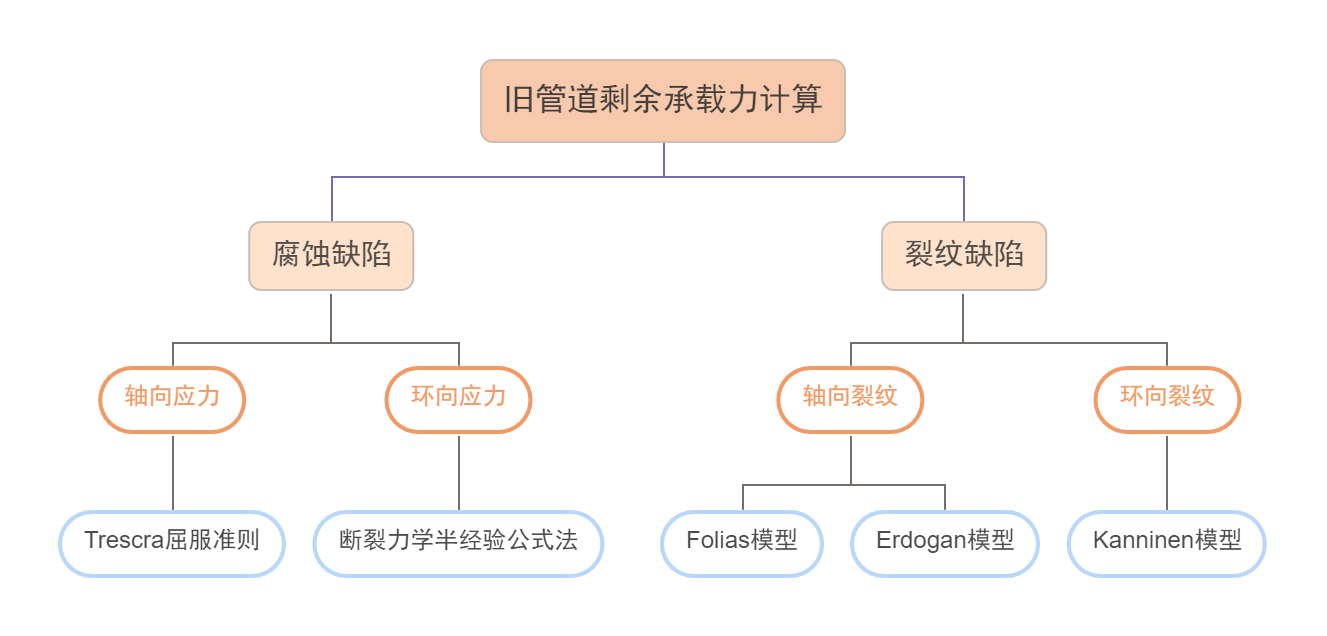 旧管道剩余承载力计算
腐蚀缺陷
裂纹缺陷
轴向应力
环向应力
轴向裂纹
环向裂纹
Trescra屈服准则
断裂力学半经验公式法
Folias模型
Erdogan模型
Kanninen模型